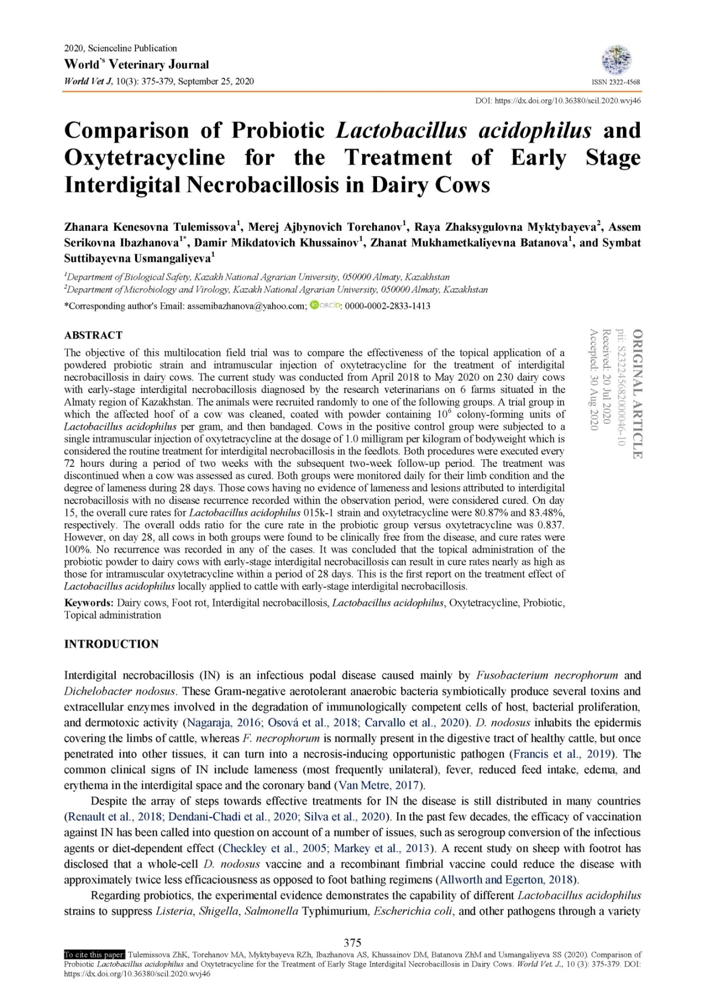 2020, Scienceline Publication
World's Veterinary Journal
World Vet J, 10(3): 375-379, September 25, 2020
ISSN 2322-4568
DOI: https://dx.doi.org/10.36380/scil.2020.wvj46
Comparison of Probiotic Lactobacillus acidophilus and
Oxytetracycline for the Treatment of Early Stage
Interdigital Necrobacillosis in Dairy Cows
Zhanara Kenesovna Tulemissova1, Merej Ajbynovich Torehanov1, Raya Zhaksygulovna Myktybayeva2, Assem
Serikovna Ibazhanova1*, Damir Mikdatovich Khussainov1, Zhanat Mukhametkaliyevna Batanova1, and Symbat
Suttibayevna Usmangaliyeva1
1Department of Biological Safety, Kazakh National Agrarian University, 050000 Almaty, Kazakhstan
2Department of Microbiology and Virology, Kazakh National Agrarian University, 050000 Almaty, Kazakhstan
*Corresponding author's Email: assemibazhanova@yahoo.com; iD ORCID: 0000-0002-2833-1413
ABSTRACT
The objective of this multilocation field trial was to compare the effectiveness of the topical application of a
powdered probiotic strain and intramuscular injection of oxytetracycline for the treatment of interdigital
necrobacillosis in dairy cows. The current study was conducted from April 2018 to May 2020 on 230 dairy cows
with early-stage interdigital necrobacillosis diagnosed by the research veterinarians on 6 farms situated in the
Almaty region of Kazakhstan. The animals were recruited randomly to one of the following groups. A trial group in
which the affected hoof of a cow was cleaned, coated with powder containing 10^6 colony-forming units of
Lactobacillus acidophilus per gram, and then bandaged. Cows in the positive control group were subjected to a
single intramuscular injection of oxytetracycline at the dosage of 1.0 milligram per kilogram of bodyweight which is
considered the routine treatment for interdigital necrobacillosis in the feedlots. Both procedures were executed every
72 hours during a period of two weeks with the subsequent two-week follow-up period. The treatment was
discontinued when a cow was assessed as cured. Both groups were monitored daily for their limb condition and the
degree of lameness during 28 days. Those cows having no evidence of lameness and lesions attributed to interdigital
necrobacillosis with no disease recurrence recorded within the observation period, were considered cured. On day
15, the overall cure rates for Lactobacillus acidophilus 015k-1 strain and oxytetracycline were 80.87% and 83.48%,
respectively. The overall odds ratio for the cure rate in the probiotic group versus oxytetracycline was 0.837.
However, on day 28, all cows in both groups were found to be clinically free from the disease, and cure rates were
100%. No recurrence was recorded in any of the cases. It was concluded that the topical administration of the
probiotic powder to dairy cows with early-stage interdigital necrobacillosis can result in cure rates nearly as high as
those for intramuscular oxytetracycline within a period of 28 days. This is the first report on the treatment effect of
Lactobacillus acidophilus locally applied to cattle with early-stage interdigital necrobacillosis.
Keywords: Dairy cows, Foot rot, Interdigital necrobacillosis, Lactobacillus acidophilus, Oxytetracycline, Probiotic,
Topical administration
ORIGINAL ARTICLE
pii: S232245682000046-10
Received: 20 Jul 2020
Accepted: 30 Aug 2020
INTRODUCTION
Interdigital necrobacillosis (IN) is an infectious podal disease caused mainly by Fusobacterium necrophorum and
Dichelobacter nodosus. These Gram-negative aerotolerant anaerobic bacteria symbiotically produce several toxins and
extracellular enzymes involved in the degradation of immunologically competent cells of host, bacterial proliferation,
and dermotoxic activity (Nagaraja, 2016; Osová et al., 2018; Carvallo et al., 2020). D. nodosus inhabits the epidermis
covering the limbs of cattle, whereas F. necrophorum is normally present in the digestive tract of healthy cattle, but once
penetrated into other tissues, it can turn into a necrosis-inducing opportunistic pathogen (Francis et al., 2019). The
common clinical signs of IN include lameness (most frequently unilateral), fever, reduced feed intake, edema, and
erythema in the interdigital space and the coronary band (Van Metre, 2017).
Despite the array of steps towards effective treatments for IN the disease is still distributed in many countries
(Renault et al., 2018; Dendani-Chadi et al., 2020; Silva et al., 2020). In the past few decades, the efficacy of vaccination
against IN has been called into question on account of a number of issues, such as serogroup conversion of the infectious
agents or diet-dependent effect (Checkley et al., 2005; Markey et al., 2013). A recent study on sheep with footrot has
disclosed that a whole-cell D. nodosus vaccine and a recombinant fimbrial vaccine could reduce the disease with
approximately twice less efficaciousness as opposed to foot bathing regimens (Allworth and Egerton, 2018).
Regarding probiotics, the experimental evidence demonstrates the capability of different Lactobacillus acidophilus
strains to suppress Listeria, Shigella, Salmonella Typhimurium, Escherichia coli, and other pathogens through a variety
375
To cite this paper: Tulemissova ZhK, Torehanov MA, Myktybayeva RZh, Ibazhanova AS, Khussainov DM, Batanova ZhM and Usmangaliyeva SS (2020). Comparison of
Probiotic Lactobacillus acidophilus and Oxytetracycline for the Treatment of Early Stage Interdigital Necrobacillosis in Dairy Cows. World Vet. J., 10 (3): 375-379. DOI:
https://dx.doi.org/10.36380/scil.2020.wvj46